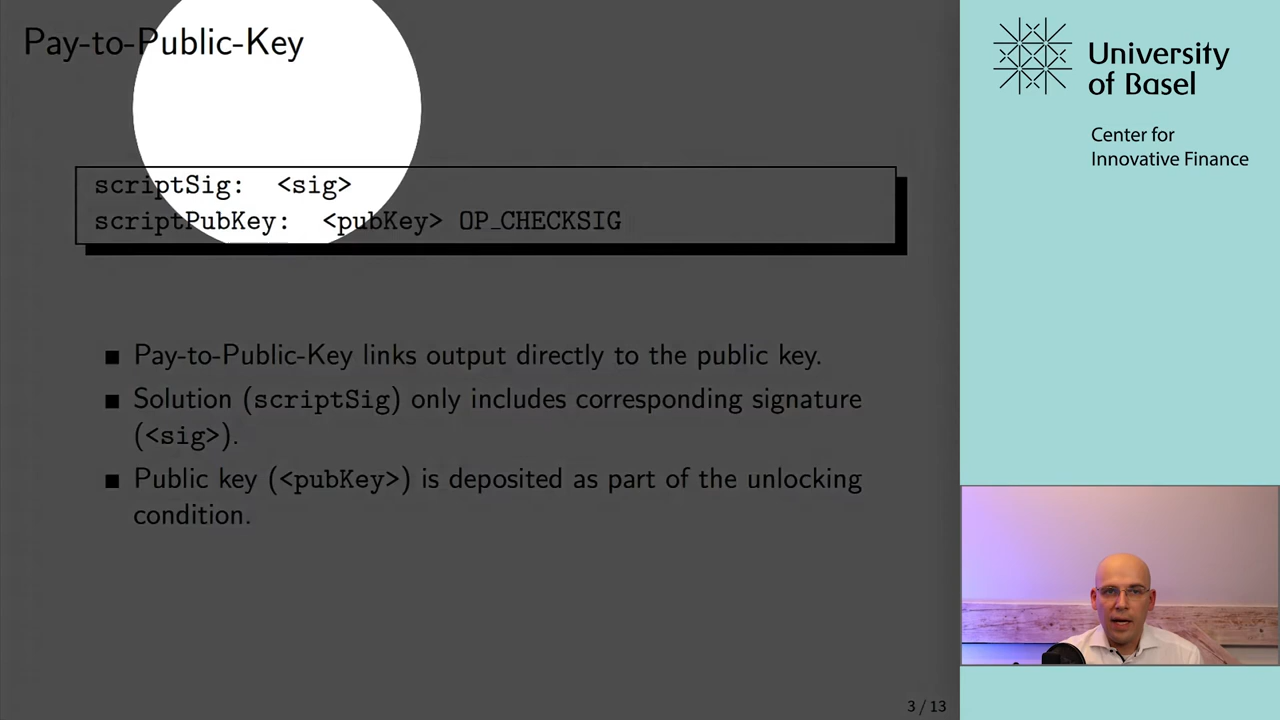 Pay-to-Public-Key
scriptSig: <sig>
scriptPubKey: <pubKey> OP_CHECKSIG
■ Pay-to-Public-Key links output directly to the public key.
■ Solution (scriptSig) only includes corresponding signature
(<sig>).
■ Public key (<pubKey>) is deposited as part of the unlocking
condition.
3 / 13
University
of Basel
Center for
Innovative Finance